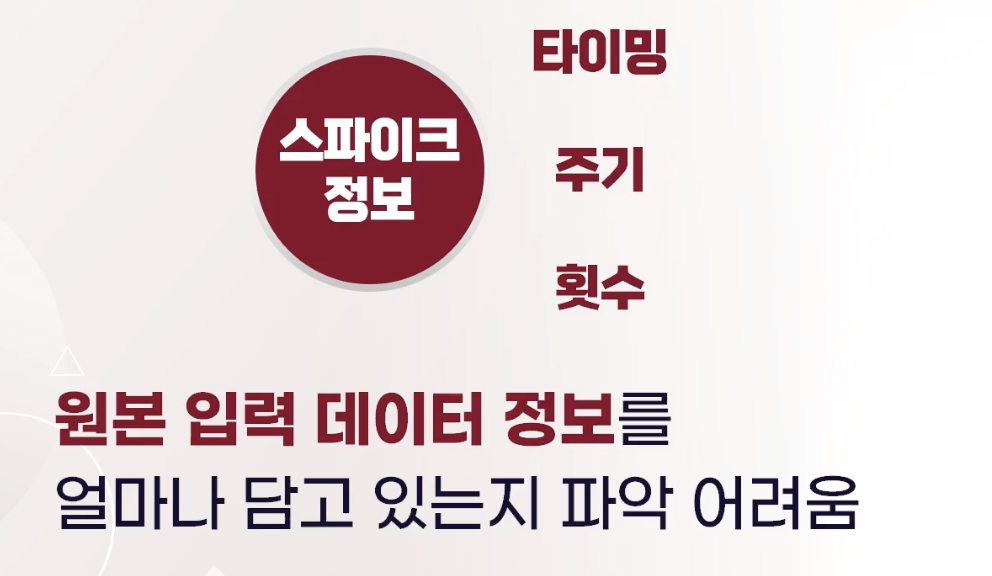 타이밍
스파이크
정보
주기
횟수
원본 입력 데이터 정보를
얼마나 담고 있는지 파악 어려움